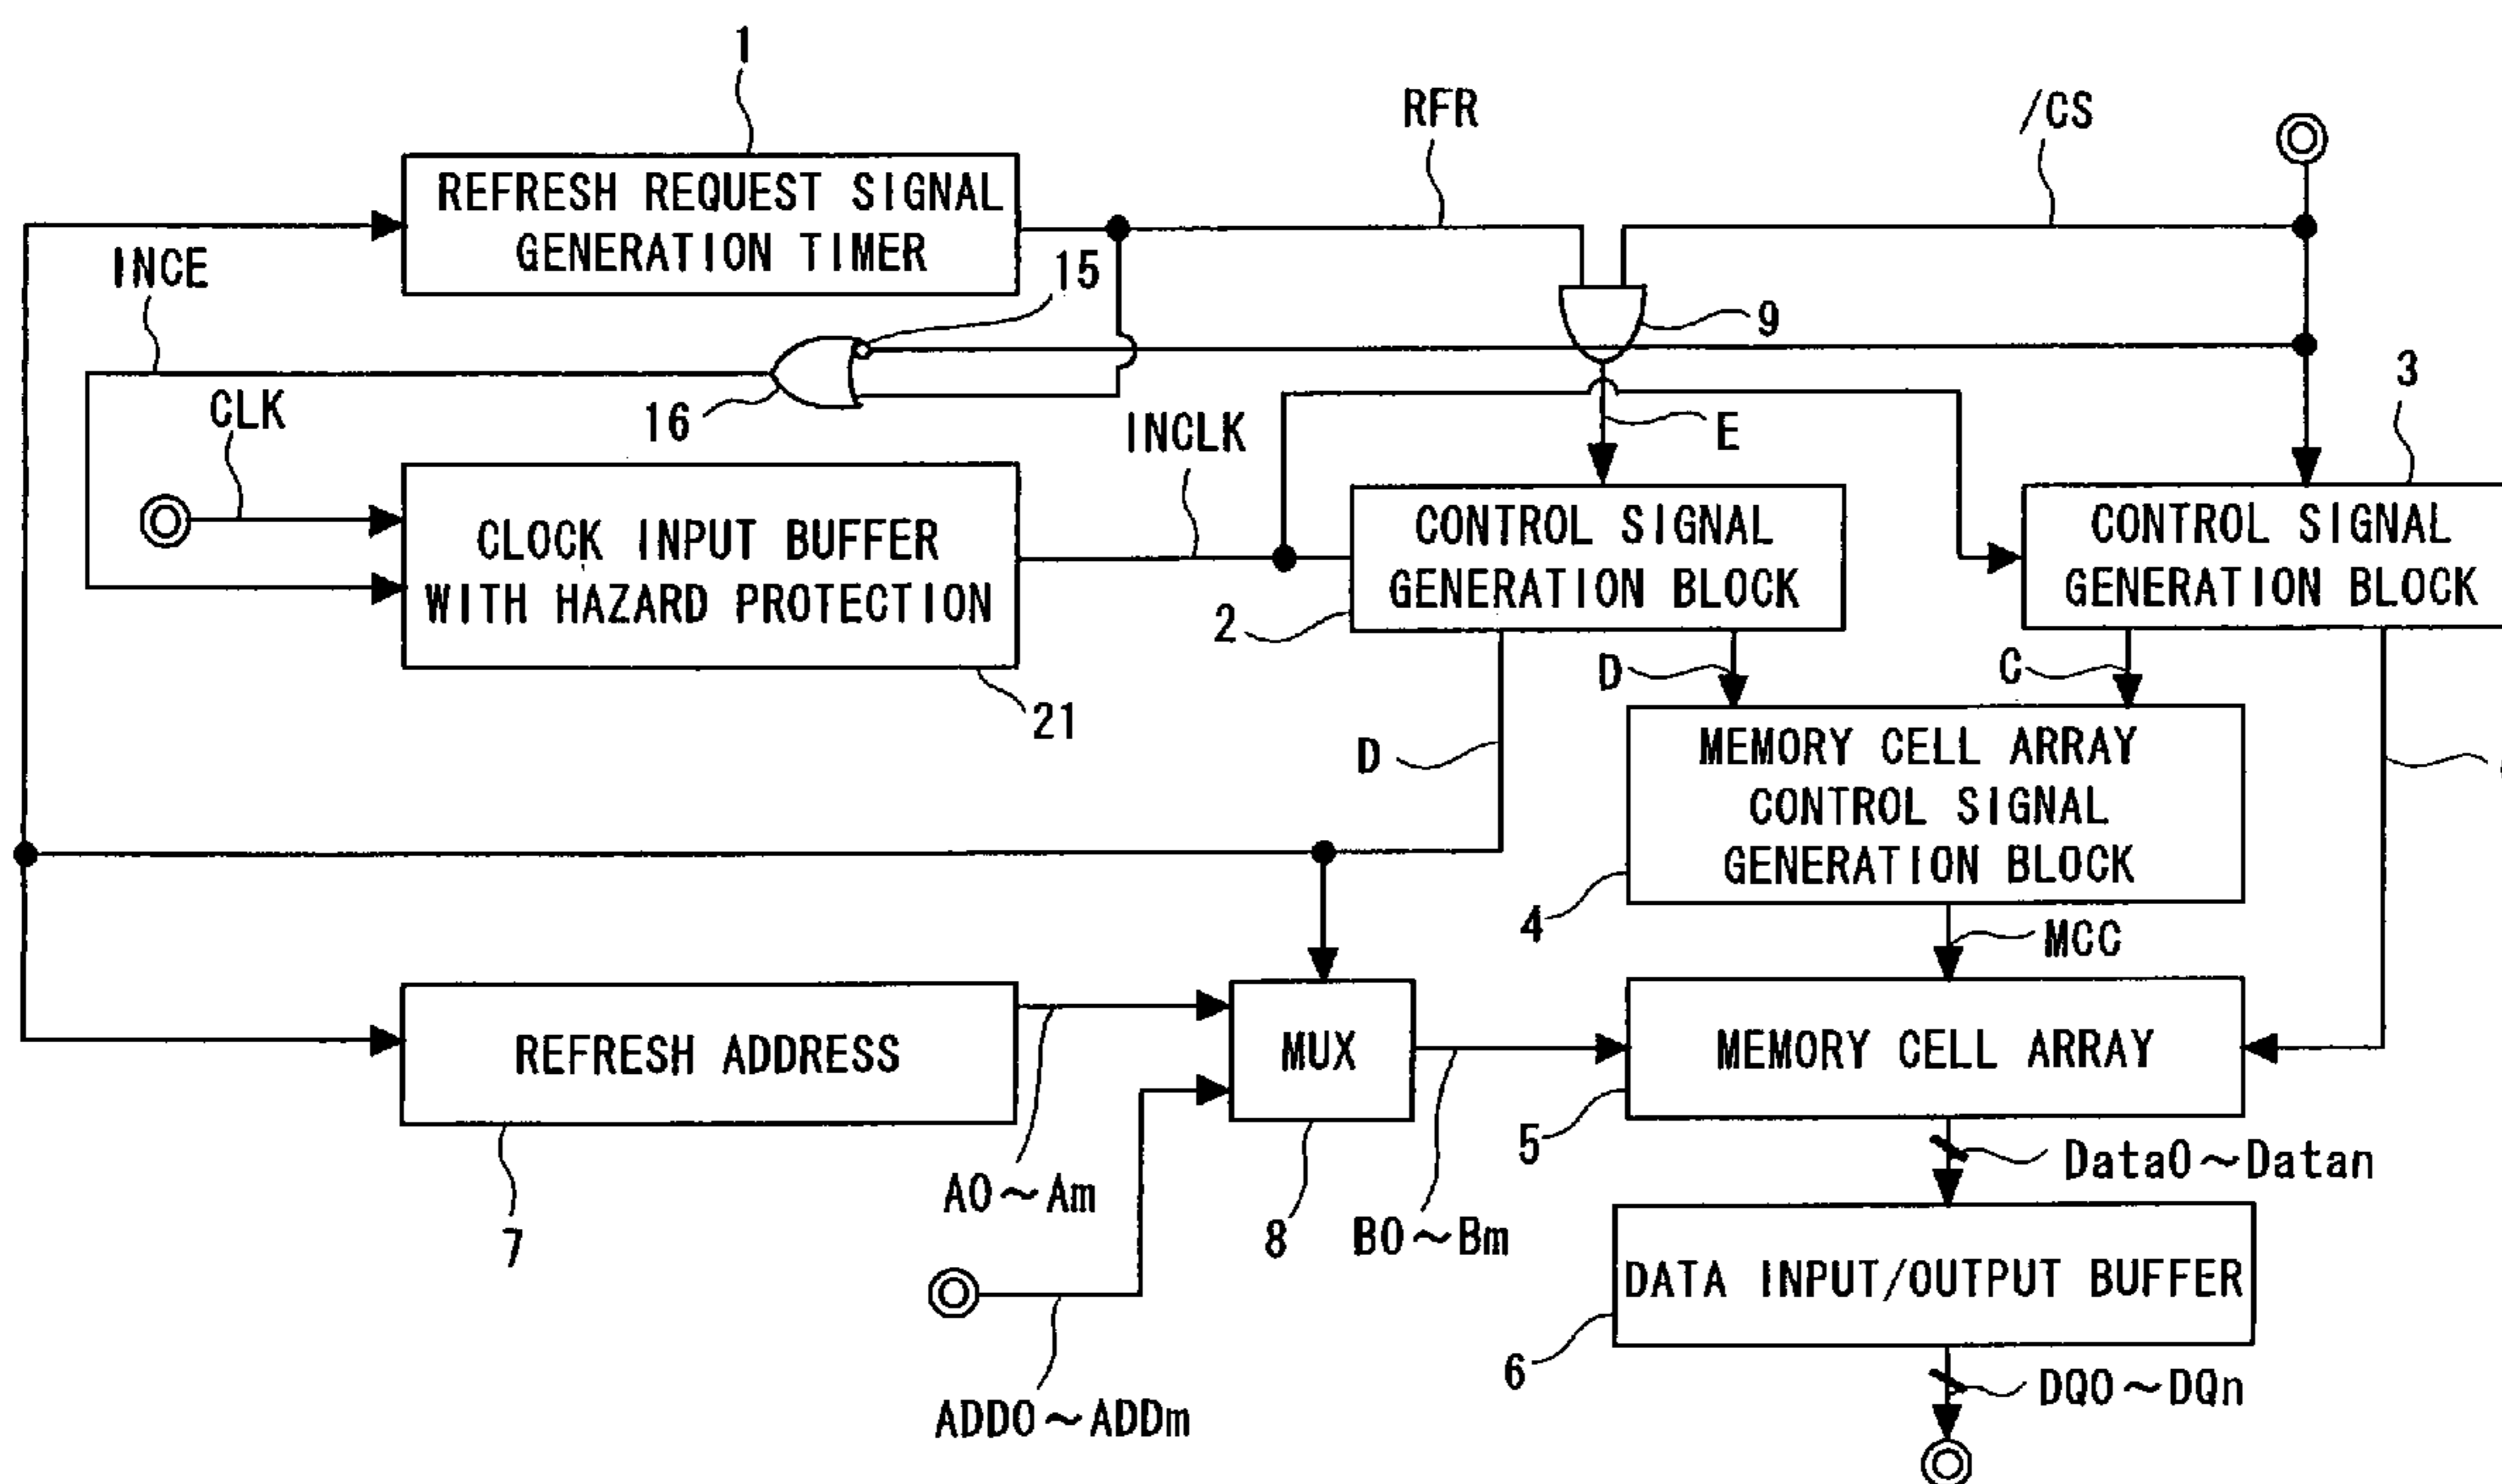 1
RFR
/CS
REFRESH REQUEST SIGNAL
GENERATION TIMER
INCE
15
9
3
CLK
16
INCLK
E
CLOCK INPUT BUFFER
WITH HAZARD PROTECTION
CONTROL SIGNAL
GENERATION BLOCK
CONTROL SIGNAL
GENERATION BLOCK
2
21
D
C
D
MEMORY CELL ARRAY
CONTROL SIGNAL
GENERATION BLOCK
4
MCC
REFRESH ADDRESS
MUX
MEMORY CELL ARRAY
7
A0~Am
8
B0~Bm
5
Data0~Datan
DATA INPUT/OUTPUT BUFFER
6
ADD0~ADDm
DQ0~DQn